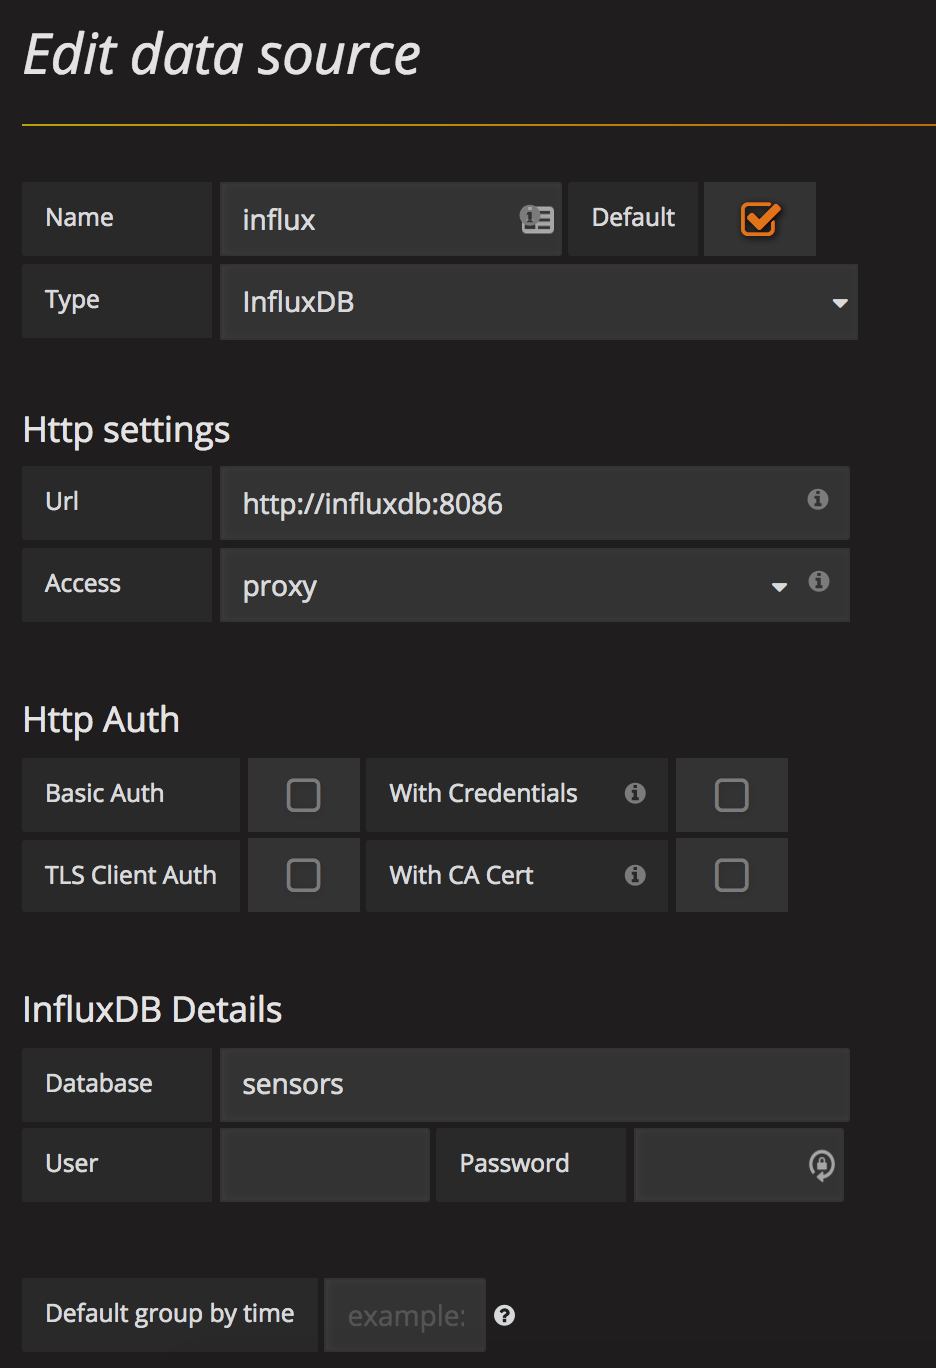 Edit data source
Name influx Default
Type InfluxDB
Http settings
Url http://influxdb:8086
Access proxy
Http Auth
Basic Auth With Credentials
TLS Client Auth With CA Cert
InfluxDB Details
Database sensors
User Password
Default group by time example: